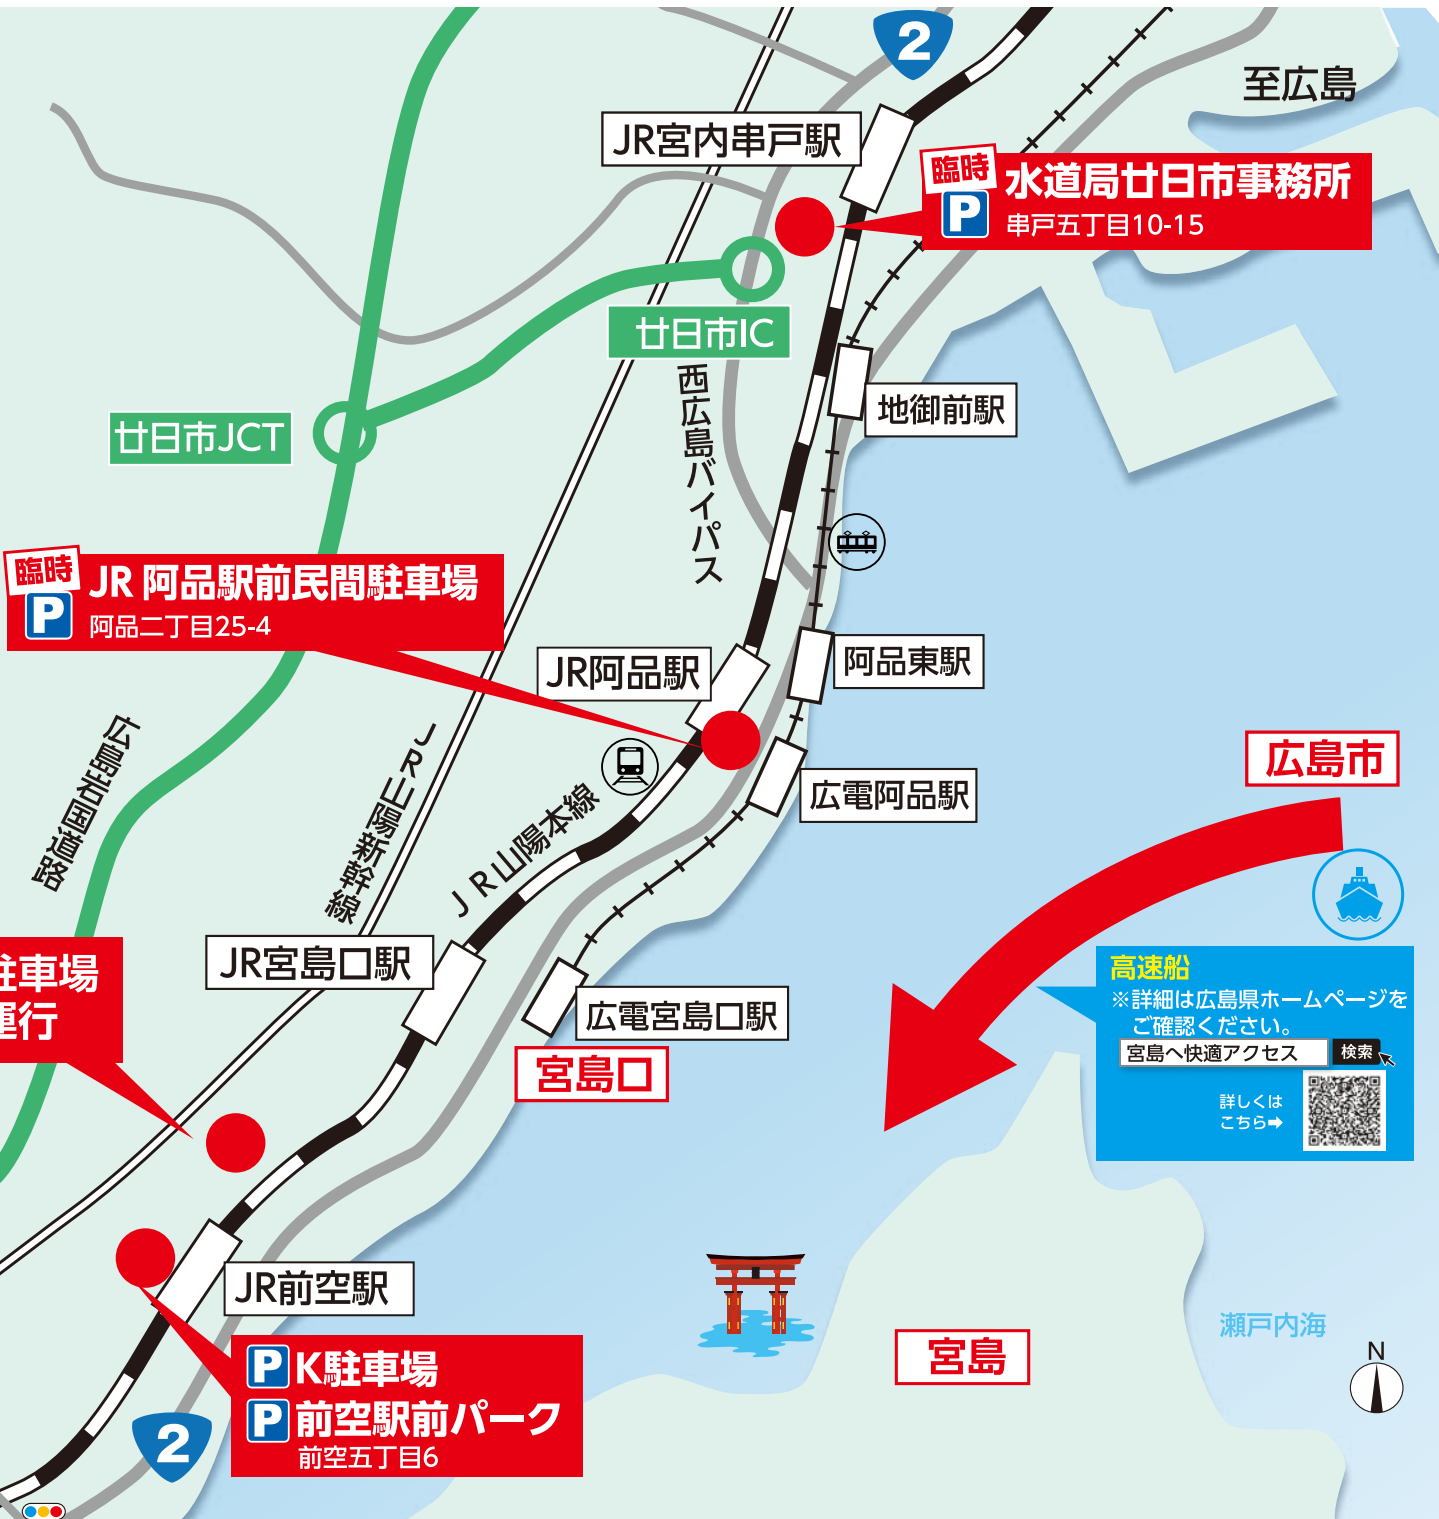 2
至広島
JR宮内串戸駅
臨時
P
水道局廿日市事務所
串戸五丁目10-15
廿日市IC
西広島バイパス
地御前駅
廿日市JCT
臨時
P
JR 阿品駅前民間駐車場
阿品二丁目25-4
JR阿品駅
阿品東駅
広島岩国道路
JR山陽新幹線
JR山陽本線
広電阿品駅
広島市
JR宮島口駅
広電宮島口駅
宮島口
車場
運行
高速船
※詳細は広島県ホームページを
ご確認ください。
宮島へ快適アクセス
検索
詳しくは
こちら➡
JR前空駅
P
K駐車場
P
前空駅前パーク
前空五丁目6
2
宮島
瀬戸内海
N